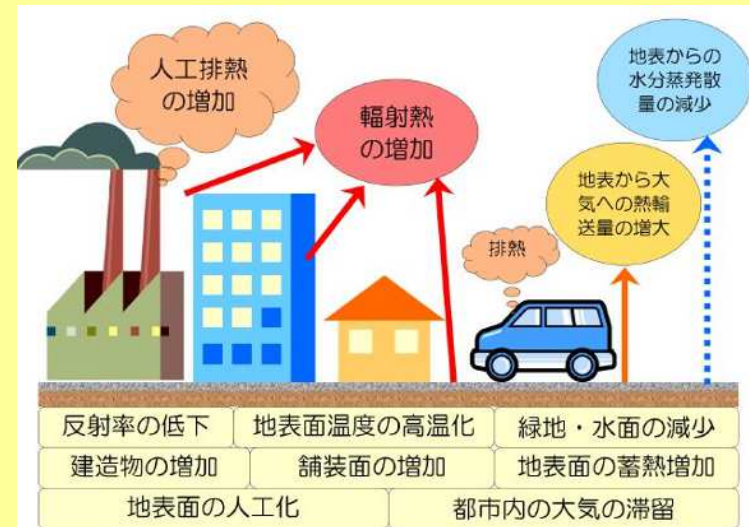 人工排熱
の増加
輻射熱
の増加
地表からの
水分蒸発散
量の減少
地表から大
気への熱輸
送量の増大
排熱
反射率の低下
地表面温度の高温化
緑地・水面の減少
建造物の増加
舗装面の増加
地表面の蓄熱増加
地表面の人工化
都市内の大気の滞留